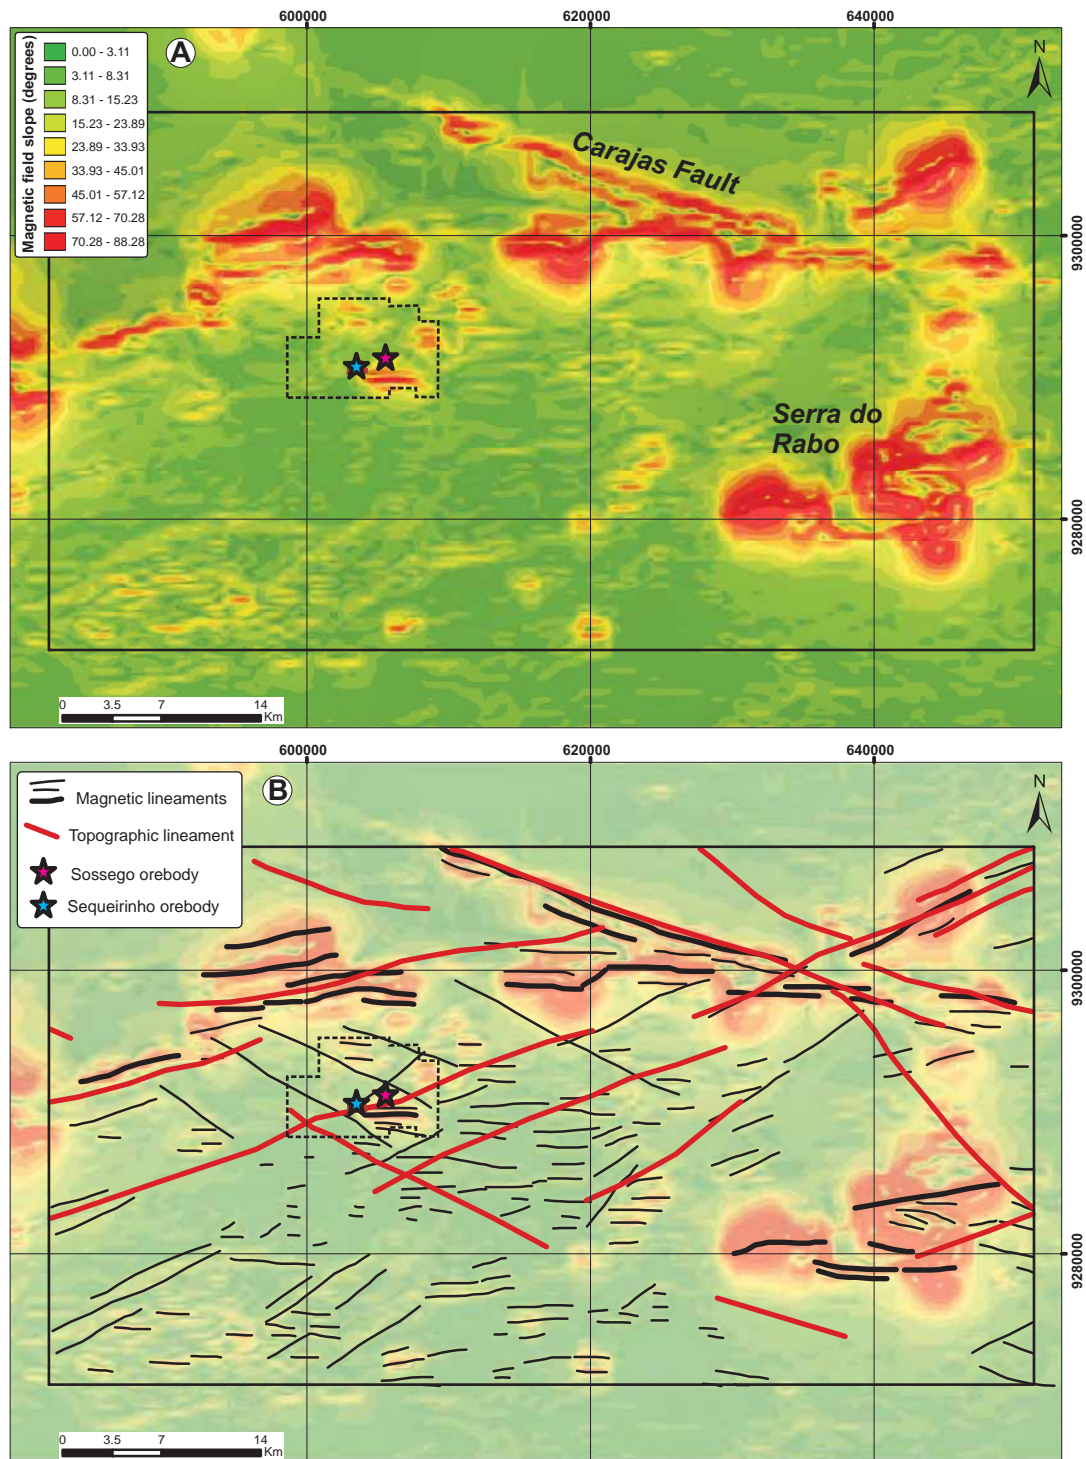 600000
620000
640000
A
N
Magnetic field slope (degrees)
0.00 - 3.11
3.11 - 8.31
8.31 - 15.23
15.23 - 23.89
23.89 - 33.93
33.93 - 45.01
45.01 - 57.12
57.12 - 70.28
70.28 - 88.28
Carajas Fault
9300000
Serra do
Rabo
9280000
0 3.5 7 14
Km
600000
620000
640000
B
N
Magnetic lineaments
Topographic lineament
Sossego orebody
Sequeirinho orebody
9300000
9280000
0 3.5 7 14
Km